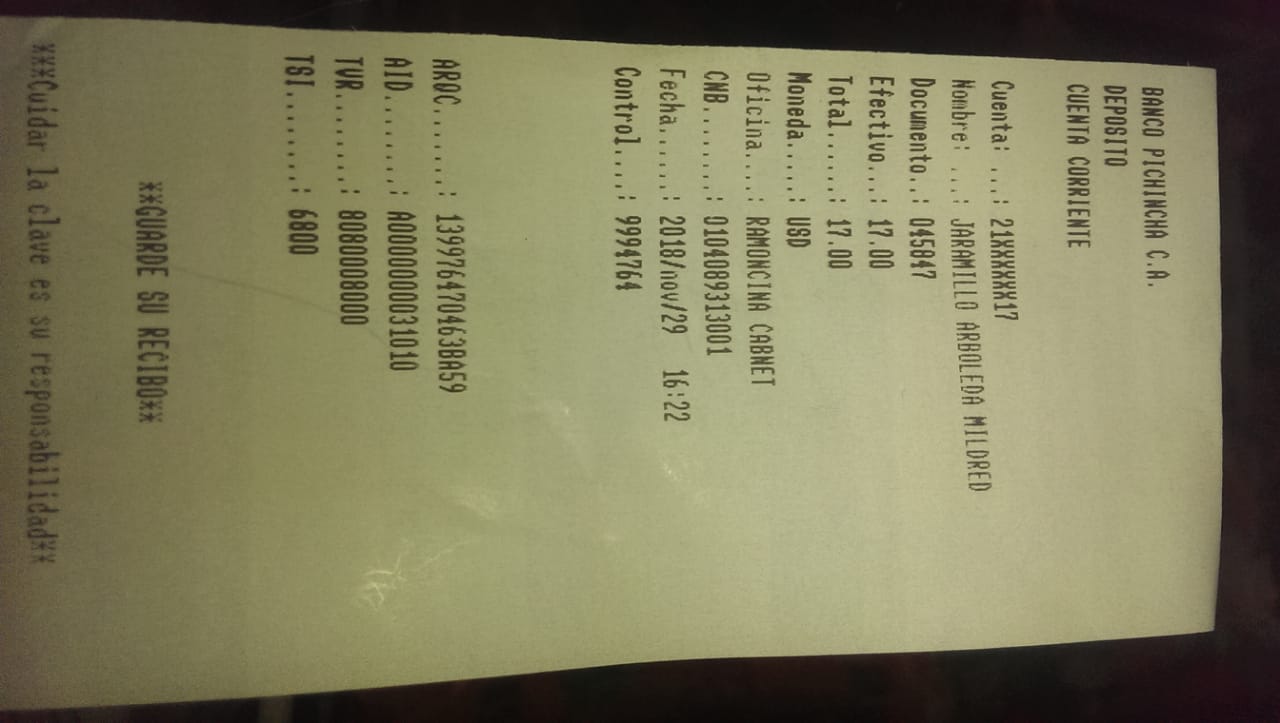 BANCO PICHINCHA C.A.
DEPOSITO
CUENTA CORRIENTE
Cuenta: ...: 21XXXXXX17
Nombre: ...: JARAMILLO ARBOLEDA MILDRED
Documento..: 045847
Efectivo...: 17.00
Total......: 17.00
Moneda.....: USD
Oficina....: RAMONCINA CABNET
CNB........: 0104089313001
Fecha......: 2018/nov/29 16:22
Control....: 9994764
ARQC.......: 139976470463BA59
AID........: A0000000031010
TVR........: 8080008000
TSI........: 6800
**GUARDE SU RECIBO**
***Cuidar la clave es su responsabilidad**